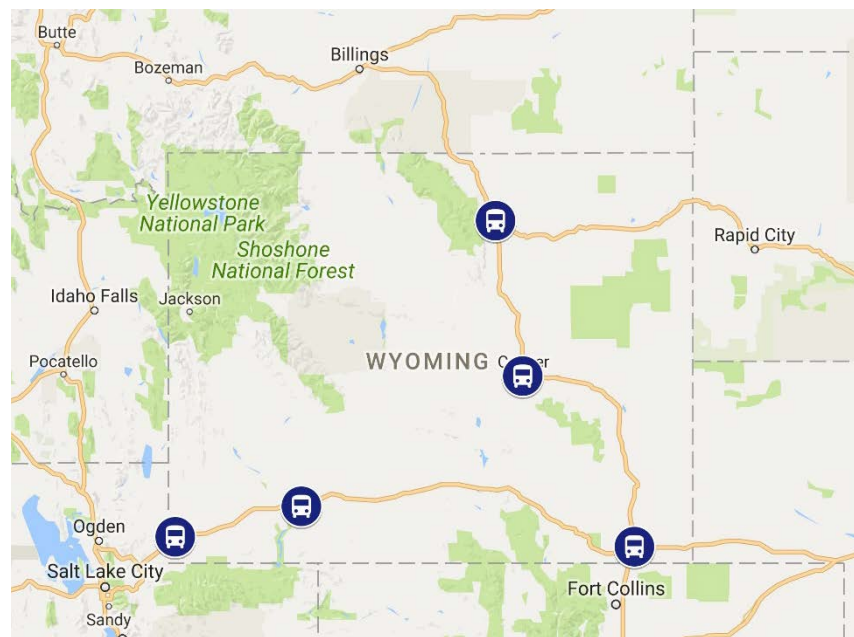 Butte
Bozeman
Billings
Yellowstone
National Park
Shoshone
National Forest
Rapid City
Idaho Falls
Jackson
Pocatello
WYOMING
Ogden
Salt Lake City
Fort Collins
Sandy